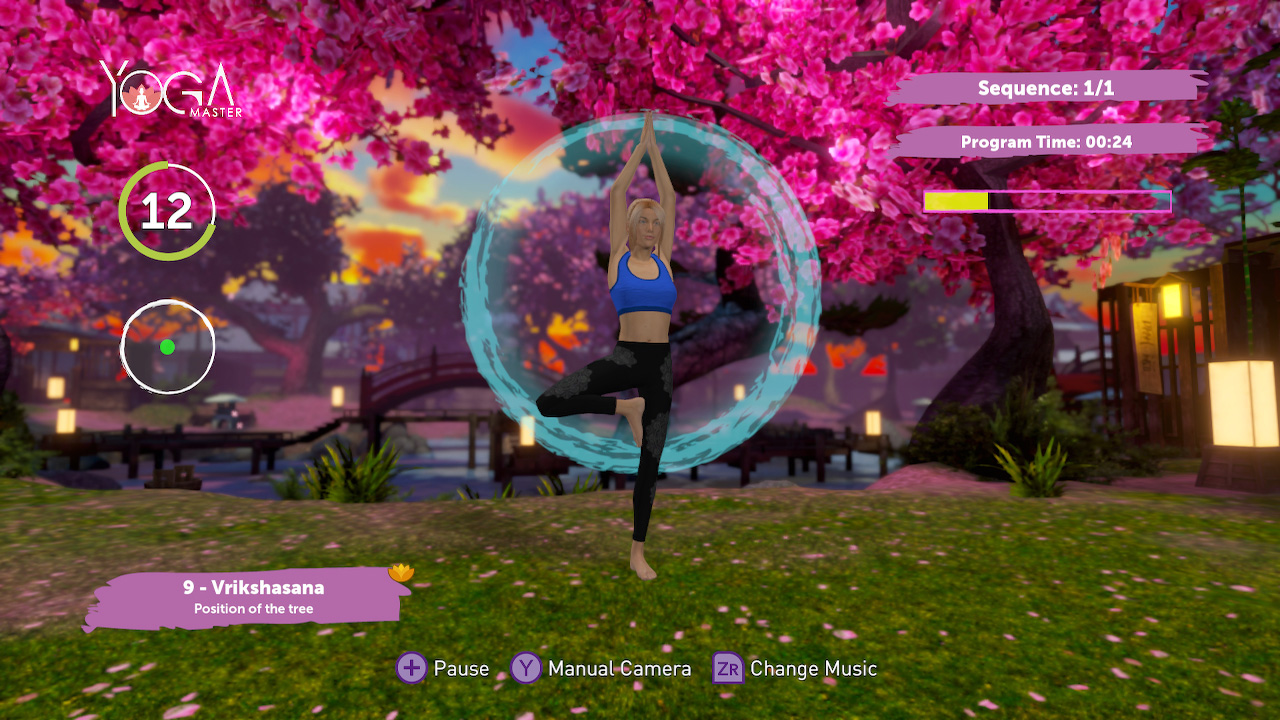 YOGA
MASTER
Sequence: 1/1
Program Time: 00:24
12
9 - Vrikshasana
Position of the tree
+ Pause
Y Manual Camera
ZR Change Music